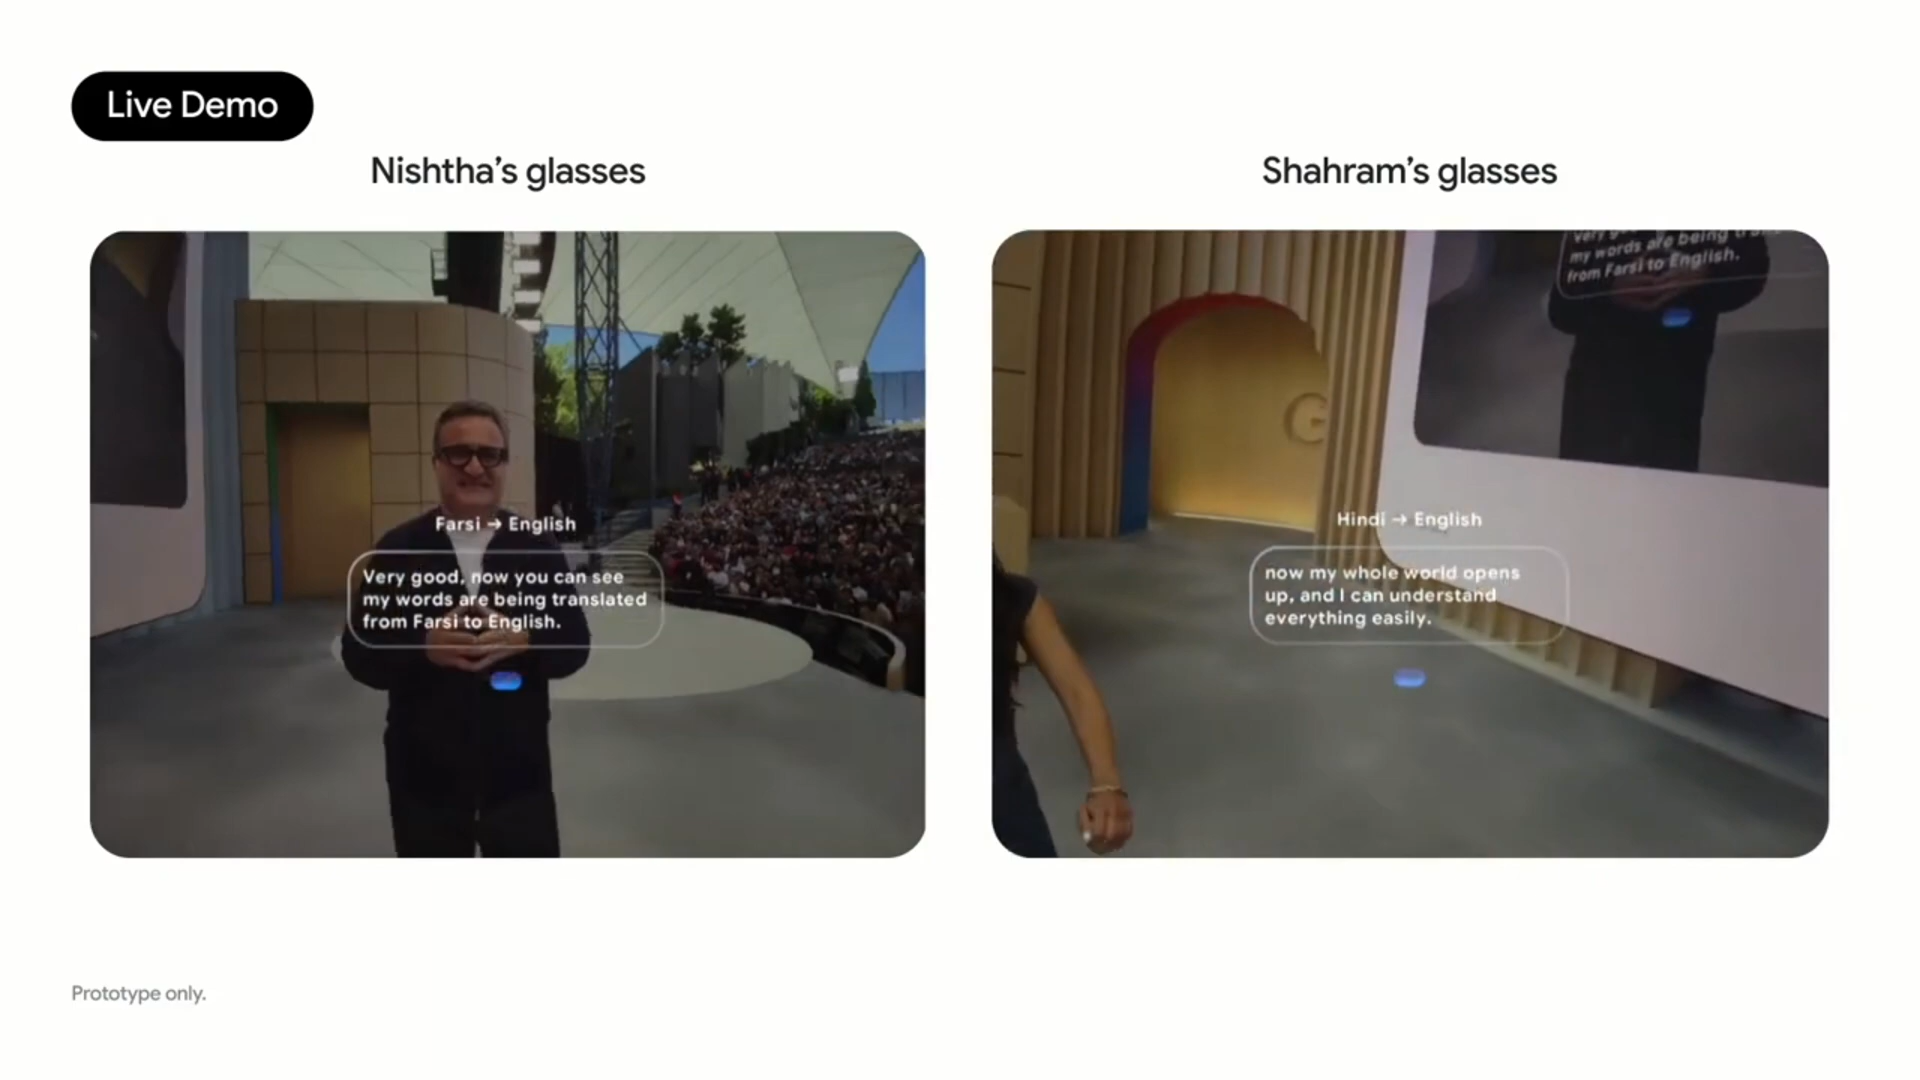 Live Demo
Nishtha's glasses
Shahram's glasses
Farsi → English
Very good, now you can see
my words are being translated
from Farsi to English.
very
my words are being
from Farsi to English.
G
Hindi → English
now my whole world opens
up, and I can understand
everything easily.
Prototype only.